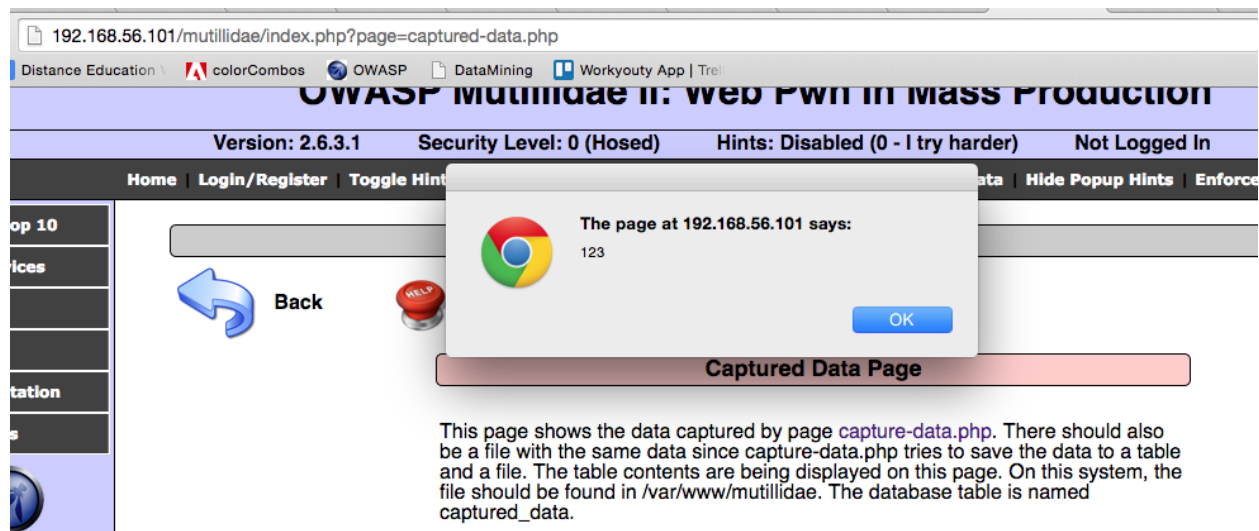 192.168.56.101/mutillidae/index.php?page=captured-data.php
Distance Education colorCombos OWASP DataMining Workyouty App | Trel
OWASP Mutillidae II: Web Pwn in Mass Production
Version: 2.6.3.1 Security Level: 0 (Hosed) Hints: Disabled (0 - I try harder) Not Logged In
Home | Login/Register | Toggle Hint ata | Hide Popup Hints | Enforce
op 10
The page at 192.168.56.101 says:
123
vices
Back
HELP
OK
Captured Data Page
tation
s
This page shows the data captured by page capture-data.php. There should also
be a file with the same data since capture-data.php tries to save the data to a table
and a file. The table contents are being displayed on this page. On this system, the
file should be found in /var/www/mutillidae. The database table is named
captured_data.